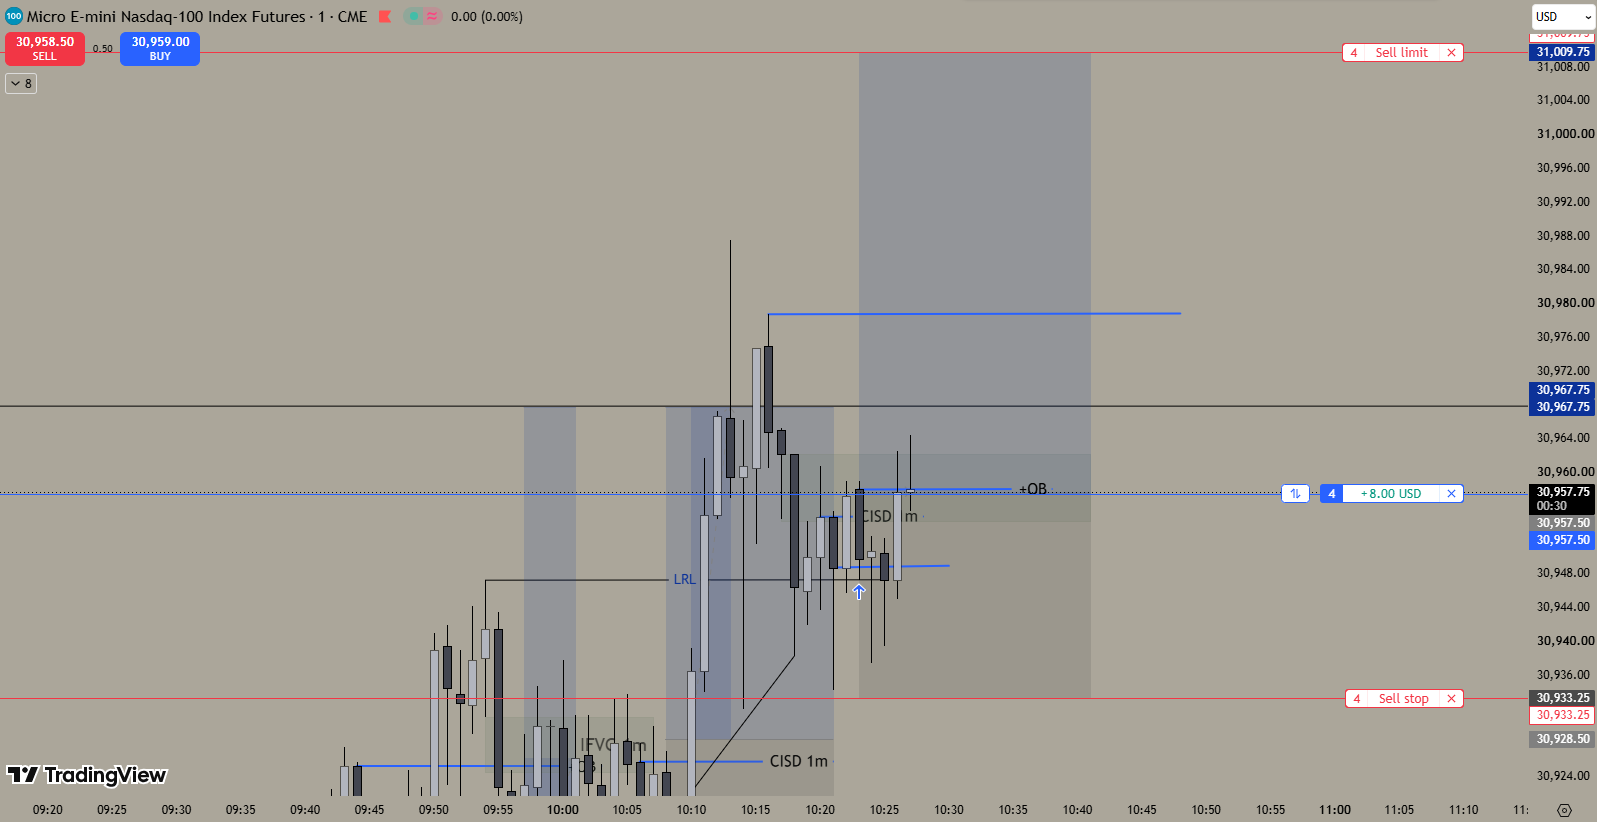 Micro E-mini Nasdaq-100 Index Futures · 1 · CME 0.00 (0.00%)
USD
30,958.50
SELL
0.50
30,959.00
BUY
8
4 Sell limit
31,009.75
31,008.00
31,004.00
31,000.00
30,996.00
30,992.00
30,988.00
30,984.00
30,980.00
30,976.00
30,972.00
30,967.75
30,967.75
30,964.00
30,960.00
+OB
4 +8.00 USD
30,957.75
00:30
30,957.50
30,957.50
CISD 1m
LRL
30,948.00
30,944.00
30,940.00
30,936.00
4 Sell stop
30,933.25
30,933.25
30,928.50
CISD 1m
30,924.00
TradingView
09:20 09:25 09:30 09:35 09:40 09:45 09:50 09:55 10:00 10:05 10:10 10:15 10:20 10:25 10:30 10:35 10:40 10:45 10:50 10:55 11:00 11:05 11:10 11: